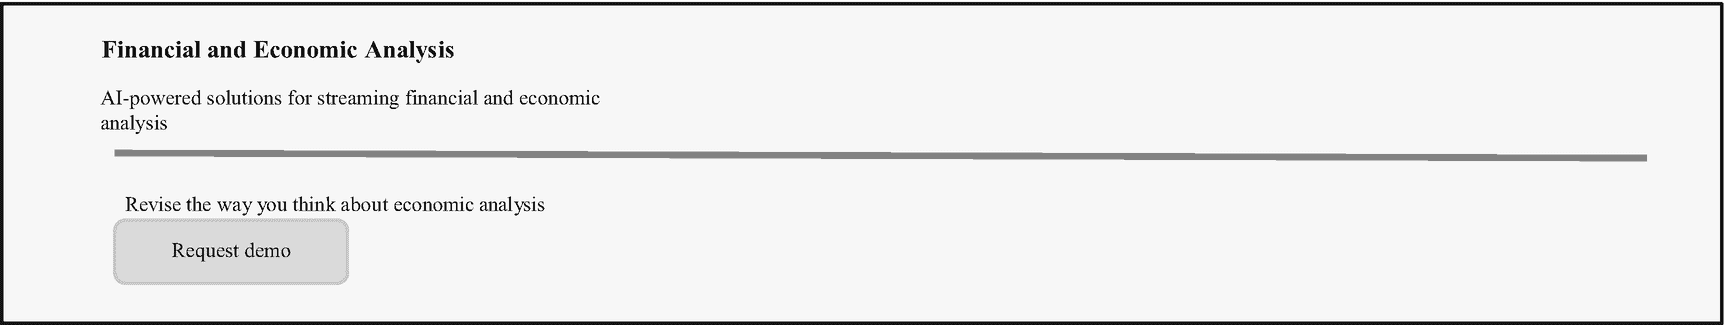 Financial and Economic Analysis
AI-powered solutions for streaming financial and economic
analysis
Revise the way you think about economic analysis
Request demo